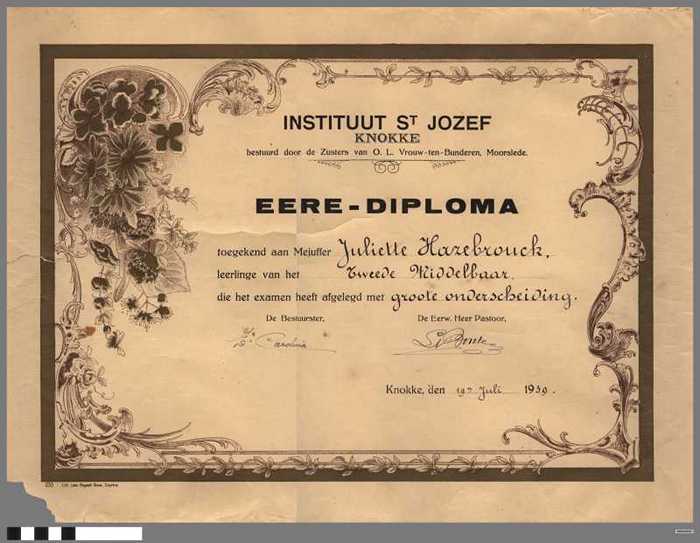 INSTITUUT ST JOZEF
KNOKKE
bestuurd door de Zusters van O. L. Vrouw-ten-Bunderen, Moorslede.
EERE-DIPLOMA
toegekend aan Mejuffer Juliette Hazebrouck,
leerlinge van het Tweede Middelbaar
die het examen heeft afgelegd met groote onderscheiding.
De Bestuurster, De Eerw. Heer Pastoor,
Carolina
Knokke, den Juli 1939.